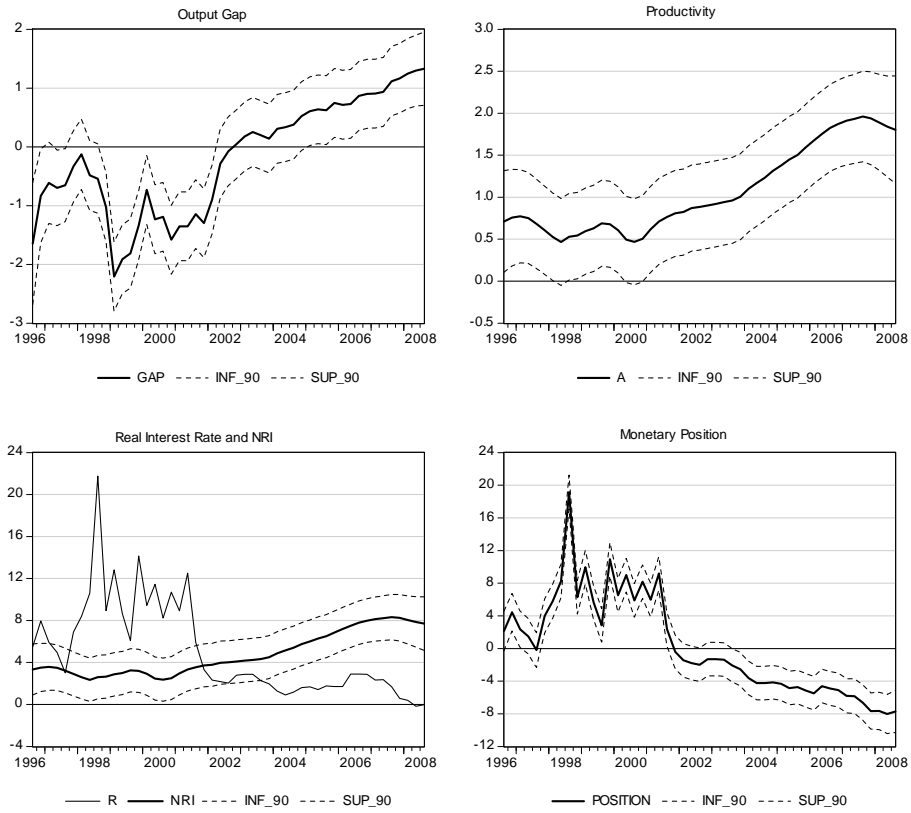 Output Gap
2
1
0
-1
-2
-3
1996 1998 2000 2002 2004 2006 2008
GAP INF_90 SUP_90
Productivity
3.0
2.5
2.0
1.5
1.0
0.5
0.0
-0.5
1996 1998 2000 2002 2004 2006 2008
A INF_90 SUP_90
Real Interest Rate and NRI
24
20
16
12
8
4
0
-4
1996 1998 2000 2002 2004 2006 2008
R NRI INF_90 SUP_90
Monetary Position
24
20
16
12
8
4
0
-4
-8
-12
1996 1998 2000 2002 2004 2006 2008
POSITION INF_90 SUP_90